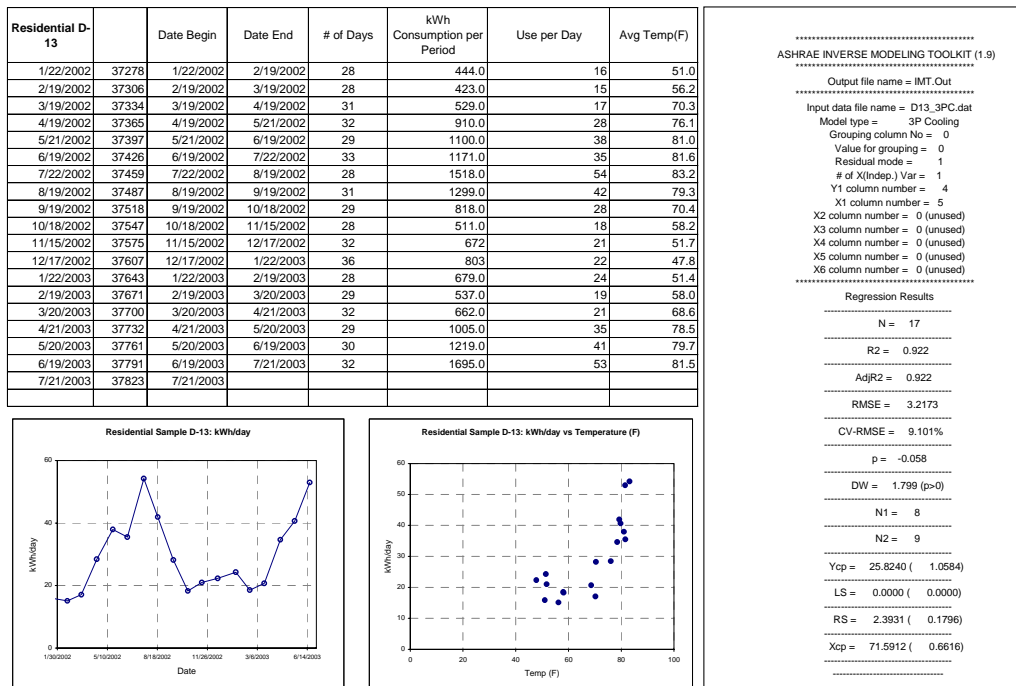 Residential D-13 Date Begin Date End # of Days kWh Consumption per Period Use per Day Avg Temp(F)
1/22/2002 37278 1/22/2002 2/19/2002 28 444.0 16 51.0
2/19/2002 37306 2/19/2002 3/19/2002 28 423.0 15 56.2
3/19/2002 37334 3/19/2002 4/19/2002 31 529.0 17 70.3
4/19/2002 37365 4/19/2002 5/21/2002 32 910.0 28 76.1
5/21/2002 37397 5/21/2002 6/19/2002 29 1100.0 38 81.0
6/19/2002 37426 6/19/2002 7/22/2002 33 1171.0 35 81.6
7/22/2002 37459 7/22/2002 8/19/2002 28 1518.0 54 83.2
8/19/2002 37487 8/19/2002 9/19/2002 31 1299.0 42 79.3
9/19/2002 37518 9/19/2002 10/18/2002 29 818.0 28 70.4
10/18/2002 37547 10/18/2002 11/15/2002 28 511.0 18 58.2
11/15/2002 37575 11/15/2002 12/17/2002 32 672 21 51.7
12/17/2002 37607 12/17/2002 1/22/2003 36 803 22 47.8
1/22/2003 37643 1/22/2003 2/19/2003 28 679.0 24 51.4
2/19/2003 37671 2/19/2003 3/20/2003 29 537.0 19 58.0
3/20/2003 37700 3/20/2003 4/21/2003 32 662.0 21 68.6
4/21/2003 37732 4/21/2003 5/20/2003 29 1005.0 35 78.5
5/20/2003 37761 5/20/2003 6/19/2003 30 1219.0 41 79.7
6/19/2003 37791 6/19/2003 7/21/2003 32 1695.0 53 81.5
7/21/2003 37823 7/21/2003
Residential Sample D-13: kWh/day
60
40
20
0
kWh/day
1/30/2002 5/10/2002 8/18/2002 11/26/2002 3/6/2003 6/14/2003
Date
Residential Sample D-13: kWh/day vs Temperature (F)
60
50
40
30
20
10
0
kWh/day
0 20 40 60 80 100
Temp (F)
******************************************
ASHRAE INVERSE MODELING TOOLKIT (1.9)
******************************************
Output file name = IMT.Out
******************************************
Input data file name = D13_3PC.dat
Model type = 3P Cooling
Grouping column No = 0
Value for grouping = 0
Residual mode = 1
# of X(Indep.) Var = 1
Y1 column number = 4
X1 column number = 5
X2 column number = 0 (unused)
X3 column number = 0 (unused)
X4 column number = 0 (unused)
X5 column number = 0 (unused)
X6 column number = 0 (unused)
******************************************
Regression Results
--------------------------------------
N = 17
--------------------------------------
R2 = 0.922
--------------------------------------
AdjR2 = 0.922
--------------------------------------
RMSE = 3.2173
--------------------------------------
CV-RMSE = 9.101%
--------------------------------------
p = -0.058
--------------------------------------
DW = 1.799 (p>0)
--------------------------------------
N1 = 8
--------------------------------------
N2 = 9
--------------------------------------
Ycp = 25.8240 ( 1.0584)
--------------------------------------
LS = 0.0000 ( 0.0000)
--------------------------------------
RS = 2.3931 ( 0.1796)
--------------------------------------
Xcp = 71.5912 ( 0.6616)
--------------------------------------
--------------------------------------